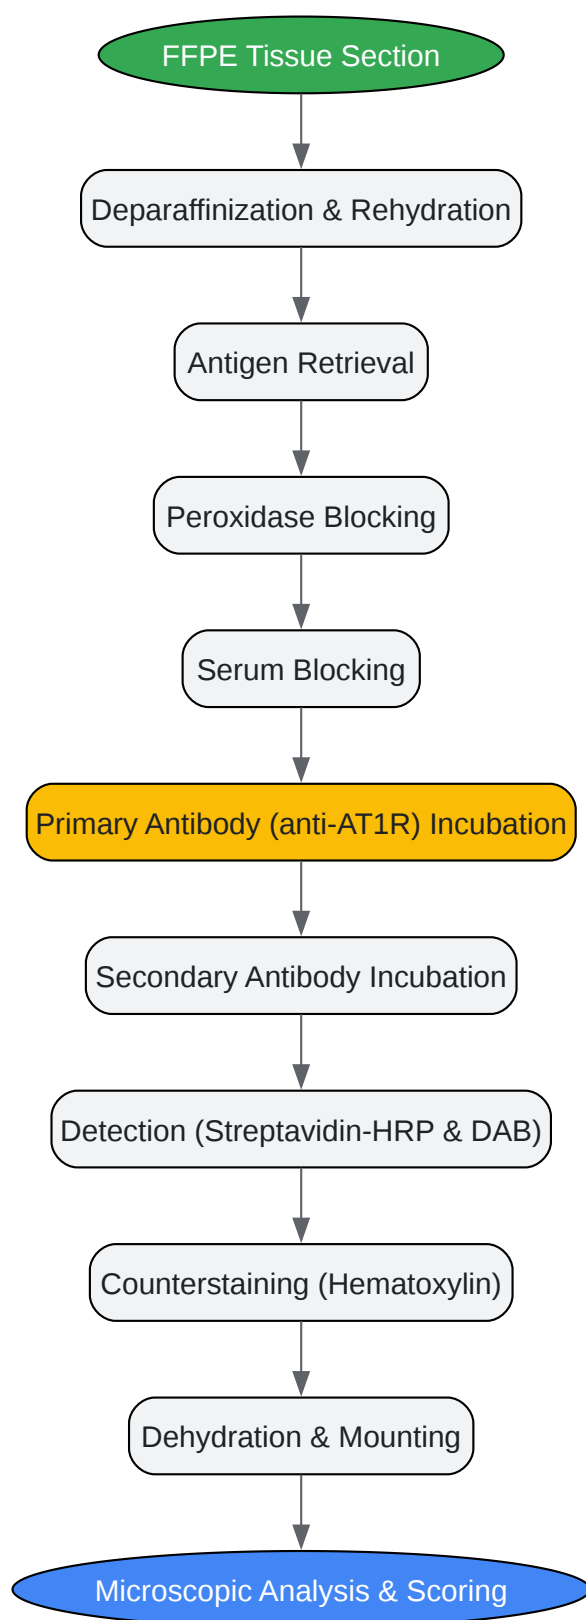 FFPE Tissue Section
Deparaffinization & Rehydration
Antigen Retrieval
Peroxidase Blocking
Serum Blocking
Primary Antibody (anti-AT1R) Incubation
Secondary Antibody Incubation
Detection (Streptavidin-HRP & DAB)
Counterstaining (Hematoxylin)
Dehydration & Mounting
Microscopic Analysis & Scoring